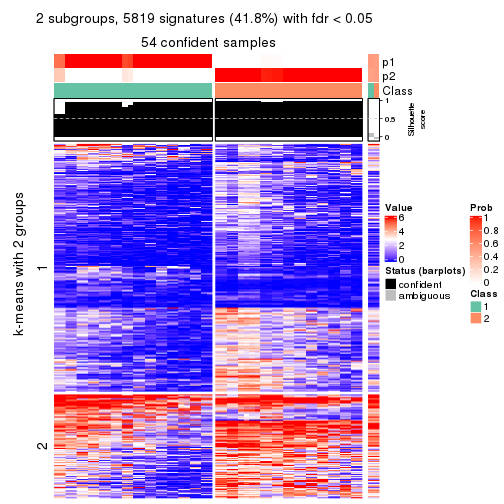 2 subgroups, 5819 signatures (41.8%) with fdr < 0.05
54 confident samples
p1
p2
Class
1
0.5
0
Silhouette
score
k-means with 2 groups
1
2
Value
6
4
2
0
Status (barplots)
confident
ambiguous
Prob
1
0.8
0.6
0.4
0.2
0
Class
1
2